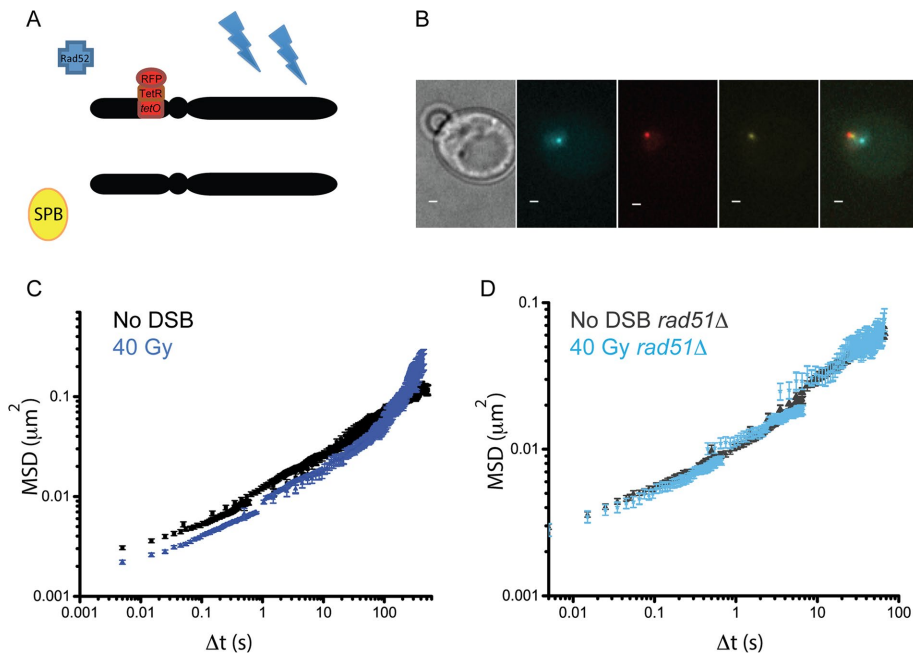 A
Rad52
RFP
TetR
tetO
SPB
B
C
No DSB
40 Gy
MSD (μm²)
0.1
0.01
0.001
0.001
0.01
0.1
1
10
100
Δt (s)
D
No DSB rad51Δ
40 Gy rad51Δ
MSD (μm²)
0.1
0.01
0.001
0.01
0.1
1
10
100
Δt (s)